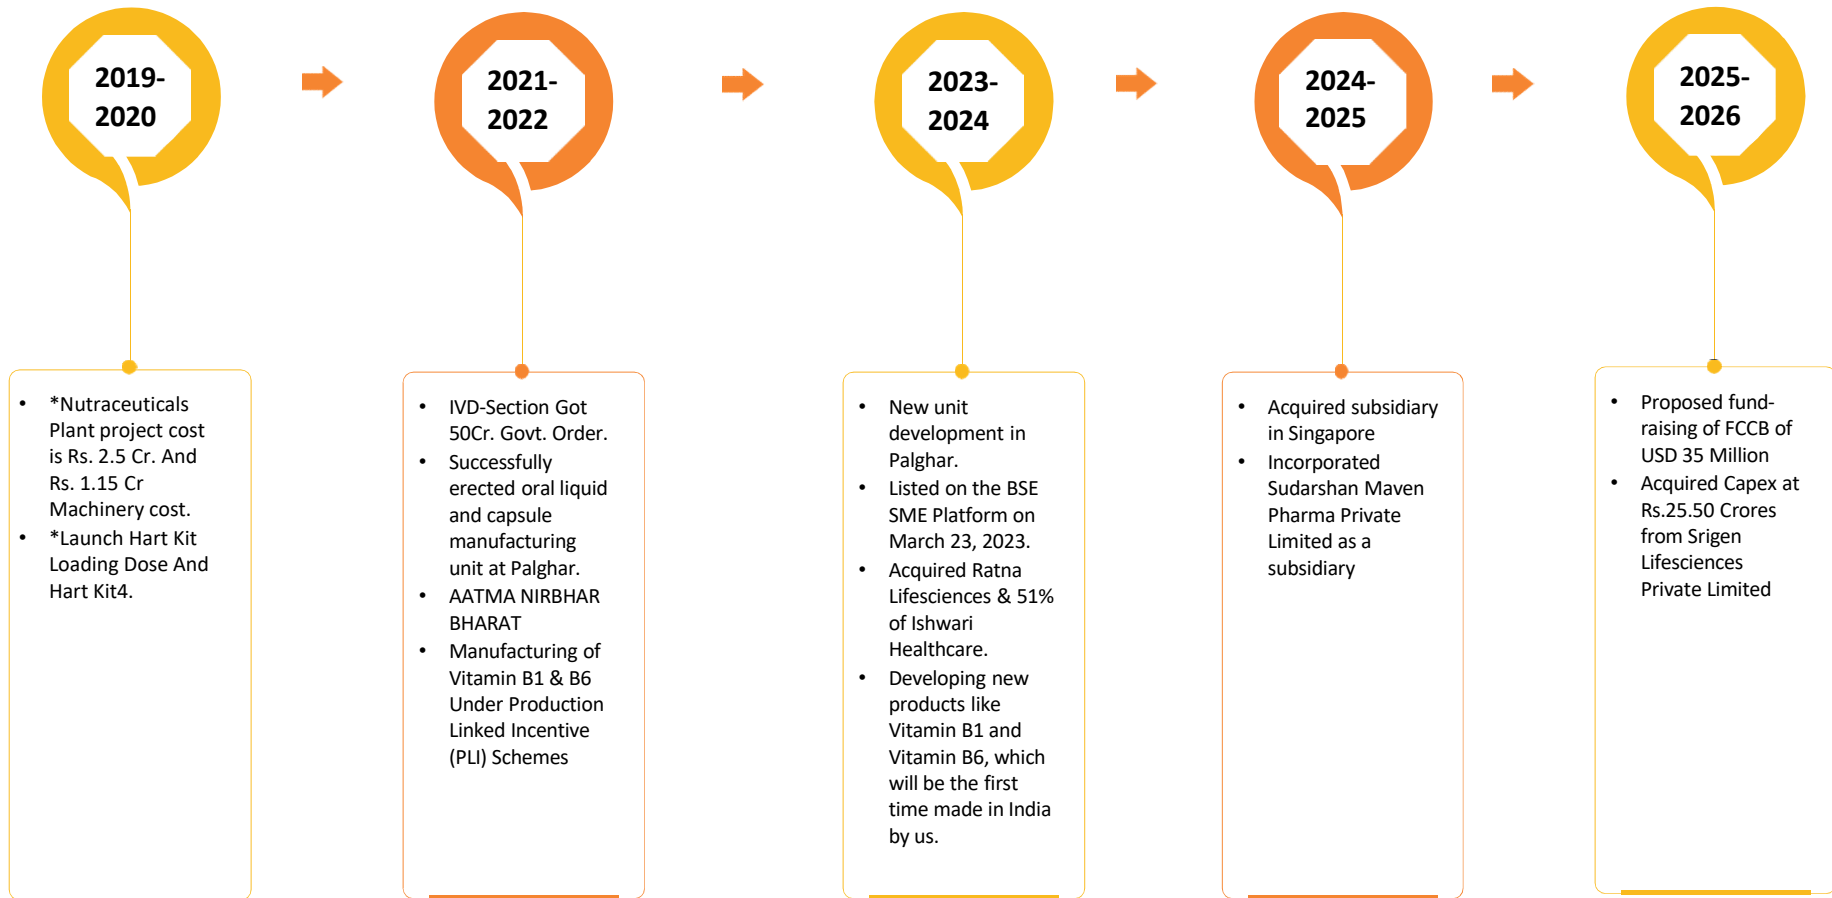 2019-
2020
2021-
2022
2023-
2024
2024-
2025
2025-
2026
• *Nutraceuticals
Plant project cost
is Rs. 2.5 Cr. And
Rs. 1.15 Cr
Machinery cost.
• *Launch Hart Kit
Loading Dose And
Hart Kit4.
• IVD-Section Got
50Cr. Govt. Order.
• Successfully
erected oral liquid
and capsule
manufacturing
unit at Palghar.
• AATMA NIRBHAR
BHARAT
• Manufacturing of
Vitamin B1 & B6
Under Production
Linked Incentive
(PLI) Schemes
• New unit
development in
Palghar.
• Listed on the BSE
SME Platform on
March 23, 2023.
• Acquired Ratna
Lifesciences & 51%
of Ishwari
Healthcare.
• Developing new
products like
Vitamin B1 and
Vitamin B6, which
will be the first
time made in India
by us.
• Acquired subsidiary
in Singapore
• Incorporated
Sudarshan Maven
Pharma Private
Limited as a
subsidiary
• Proposed fund-
raising of FCCB of
USD 35 Million
• Acquired Capex at
Rs.25.50 Crores
from Srigen
Lifesciences
Private Limited